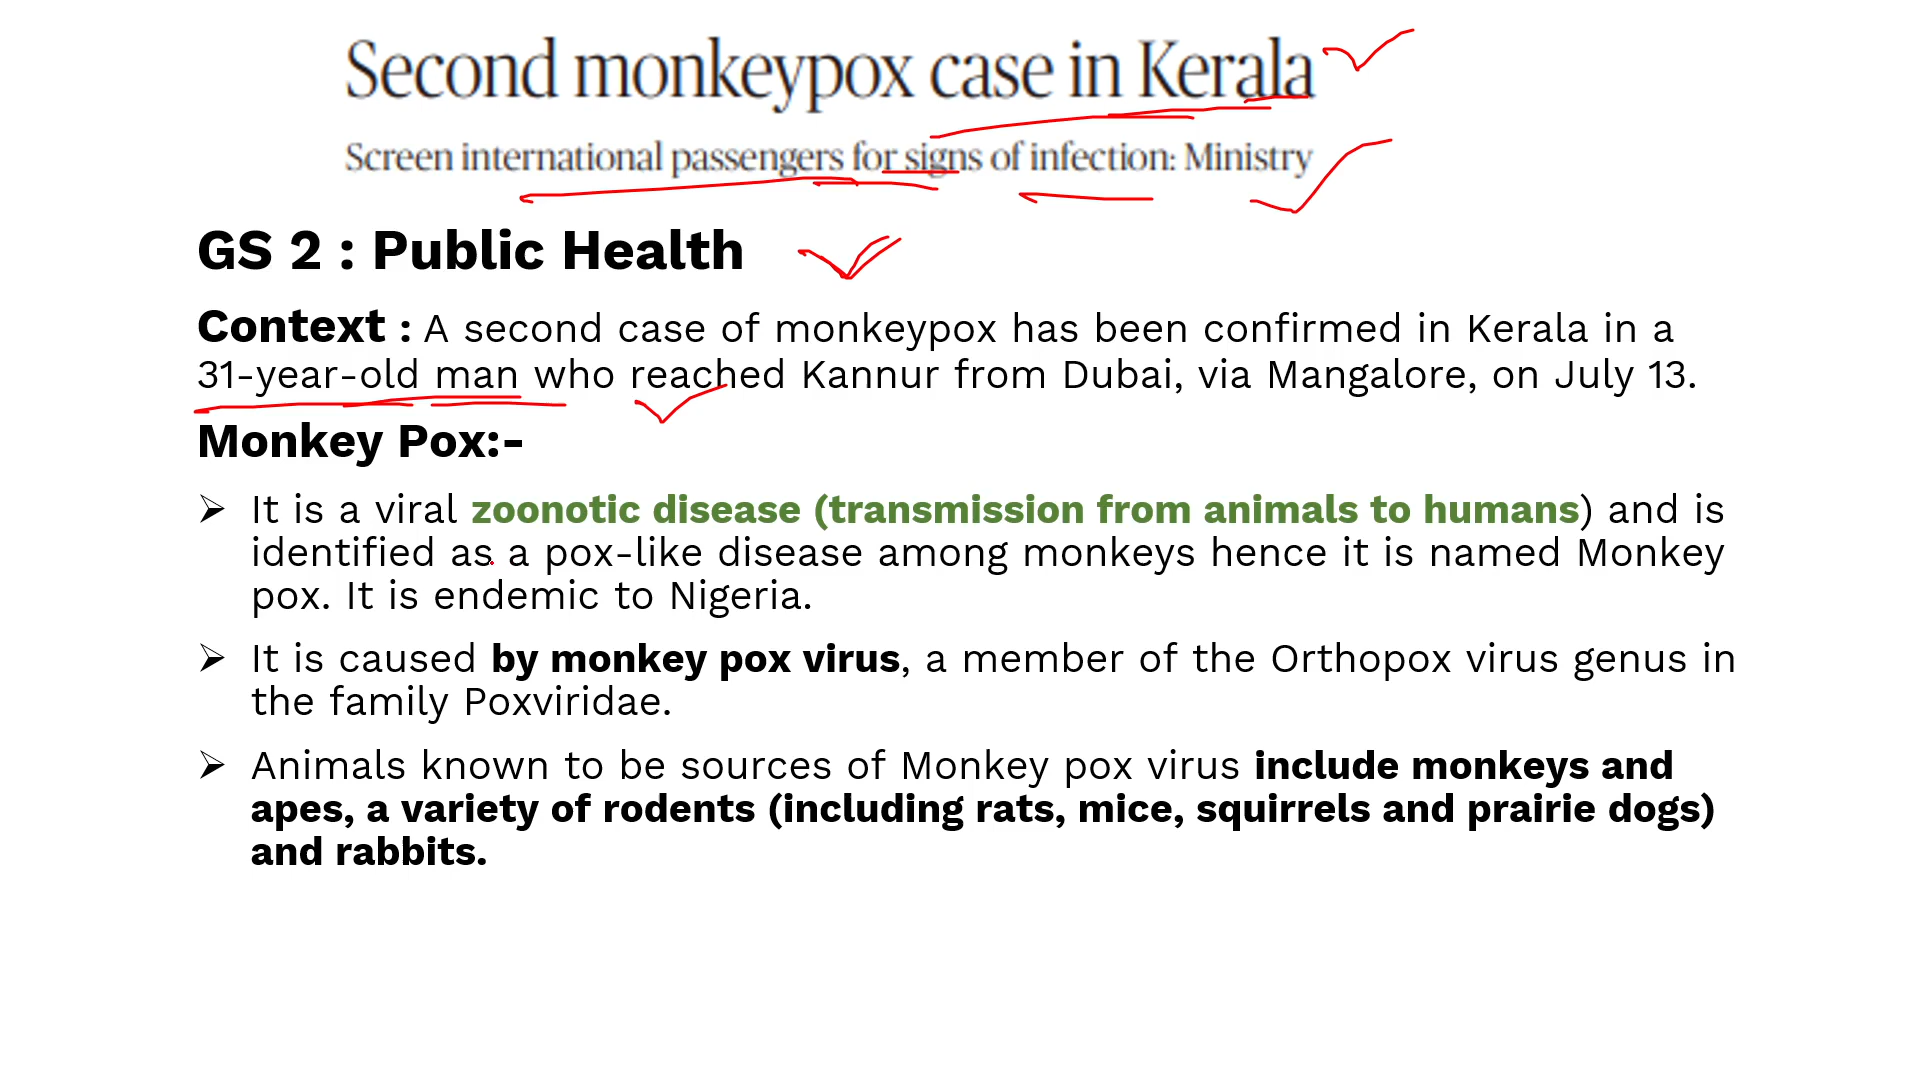 Second monkeypox case in Kerala
Screen international passengers for signs of infection: Ministry
GS 2 : Public Health
Context : A second case of monkeypox has been confirmed in Kerala in a
31-year-old man who reached Kannur from Dubai, via Mangalore, on July 13.
Monkey Pox:-
It is a viral zoonotic disease (transmission from animals to humans) and is
identified as a pox-like disease among monkeys hence it is named Monkey
pox. It is endemic to Nigeria.
It is caused by monkey pox virus, a member of the Orthopox virus genus in
the family Poxviridae.
Animals known to be sources of Monkey pox virus include monkeys and
apes, a variety of rodents (including rats, mice, squirrels and prairie dogs)
and rabbits.